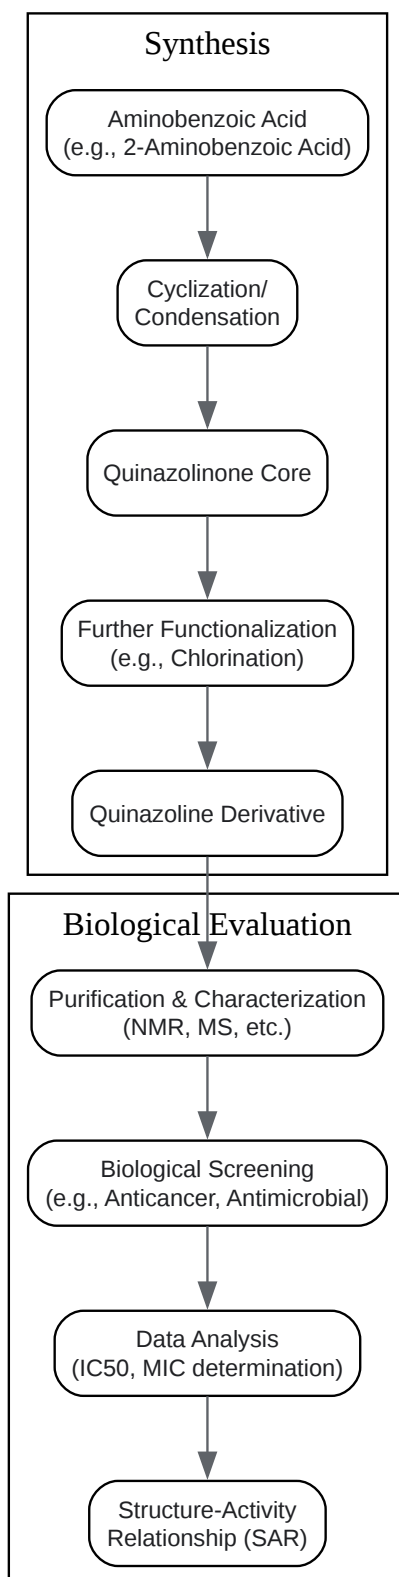 Synthesis
Aminobenzoic Acid
(e.g., 2-Aminobenzoic Acid)
Cyclization/
Condensation
Quinazolinone Core
Further Functionalization
(e.g., Chlorination)
Quinazoline Derivative
Biological Evaluation
Purification & Characterization
(NMR, MS, etc.)
Biological Screening
(e.g., Anticancer, Antimicrobial)
Data Analysis
(IC50, MIC determination)
Structure-Activity
Relationship (SAR)